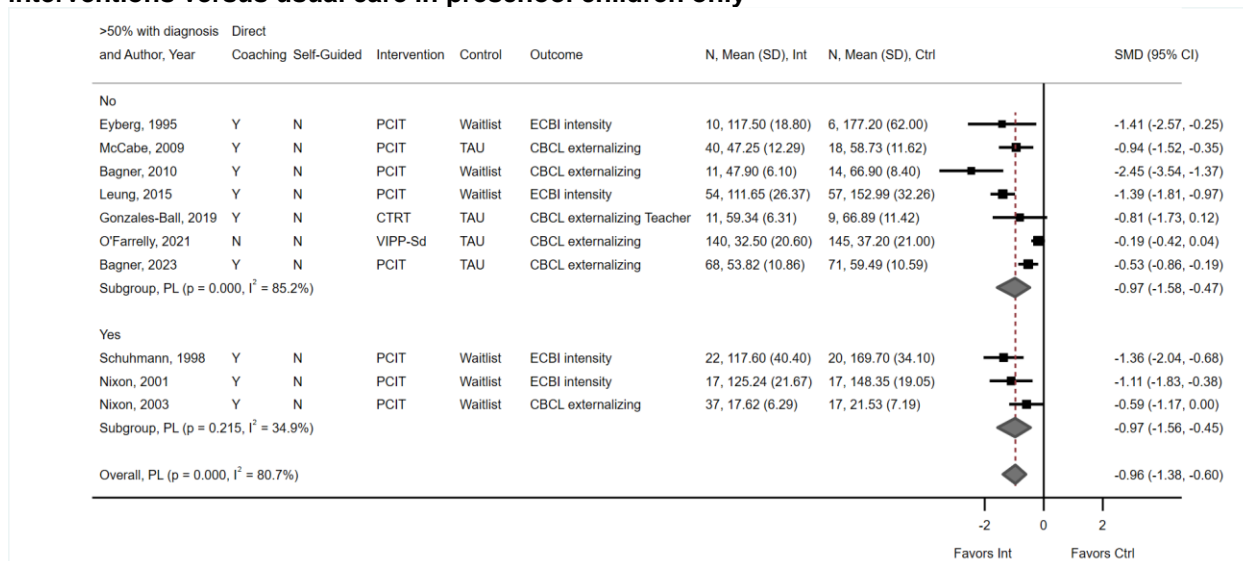 interventions versus usual care in preschool children only
>50% with diagnosis Direct
and Author, Year Coaching Self-Guided Intervention Control Outcome N, Mean (SD), Int N, Mean (SD), Ctrl SMD (95% CI)
No
Eyberg, 1995 Y N PCIT Waitlist ECBI intensity 10, 117.50 (18.80) 6, 177.20 (62.00) -1.41 (-2.57, -0.25)
McCabe, 2009 Y N PCIT TAU CBCL externalizing 40, 47.25 (12.29) 18, 58.73 (11.62) -0.94 (-1.52, -0.35)
Bagner, 2010 Y N PCIT Waitlist CBCL externalizing 11, 47.90 (6.10) 14, 66.90 (8.40) -2.45 (-3.54, -1.37)
Leung, 2015 Y N PCIT Waitlist ECBI intensity 54, 111.65 (26.37) 57, 152.99 (32.26) -1.39 (-1.81, -0.97)
Gonzales-Ball, 2019 Y N CTRT TAU CBCL externalizing Teacher 11, 59.34 (6.31) 9, 66.89 (11.42) -0.81 (-1.73, 0.12)
O'Farrelly, 2021 N N VIPP-Sd TAU CBCL externalizing 140, 32.50 (20.60) 145, 37.20 (21.00) -0.19 (-0.42, 0.04)
Bagner, 2023 Y N PCIT TAU CBCL externalizing 68, 53.82 (10.86) 71, 59.49 (10.59) -0.53 (-0.86, -0.19)
Subgroup, PL (p = 0.000, I² = 85.2%) -0.97 (-1.58, -0.47)
Yes
Schuhmann, 1998 Y N PCIT Waitlist ECBI intensity 22, 117.60 (40.40) 20, 169.70 (34.10) -1.36 (-2.04, -0.68)
Nixon, 2001 Y N PCIT Waitlist ECBI intensity 17, 125.24 (21.67) 17, 148.35 (19.05) -1.11 (-1.83, -0.38)
Nixon, 2003 Y N PCIT Waitlist CBCL externalizing 37, 17.62 (6.29) 17, 21.53 (7.19) -0.59 (-1.17, 0.00)
Subgroup, PL (p = 0.215, I² = 34.9%) -0.97 (-1.56, -0.45)
Overall, PL (p = 0.000, I² = 80.7%) -0.96 (-1.38, -0.60)
-2 0 2
Favors Int Favors Ctrl